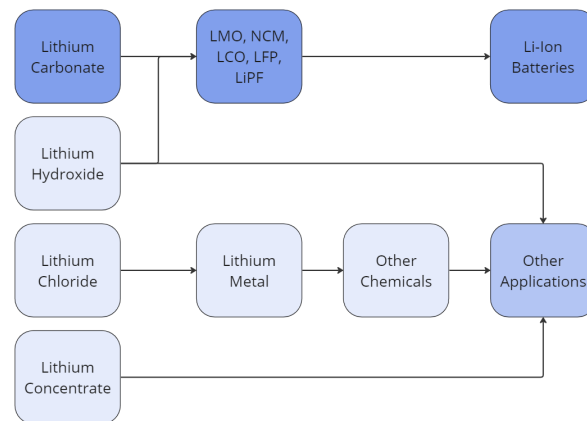 Lithium
Carbonate
LMO, NCM,
LCO, LFP,
LiPF
Li-Ion
Batteries
Lithium
Hydroxide
Lithium
Chloride
Lithium
Metal
Other
Chemicals
Other
Applications
Lithium
Concentrate